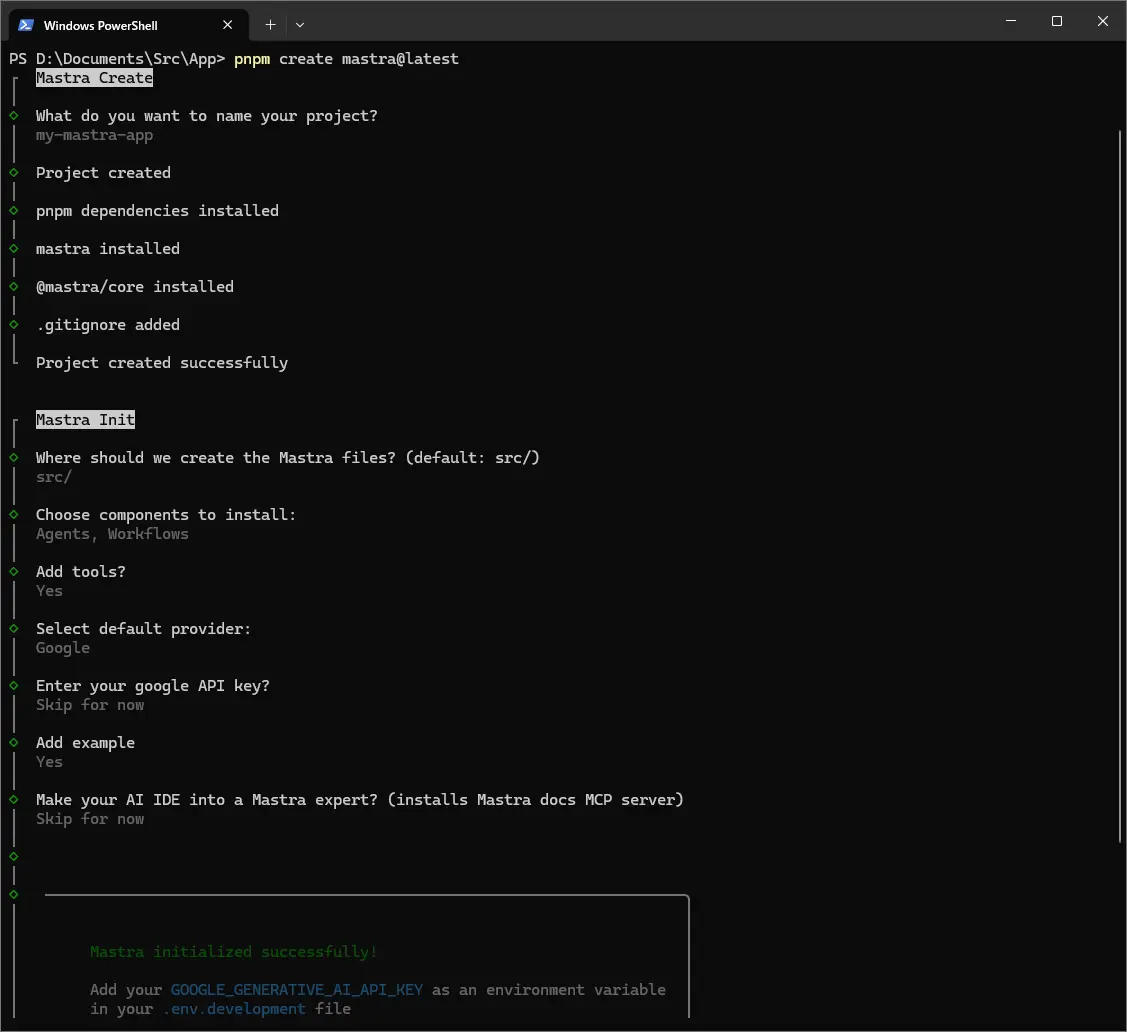 Windows PowerShell
PS D:\Documents\Src\App> pnpm create mastra@latest
Mastra Create
What do you want to name your project?
my-mastra-app
Project created
pnpm dependencies installed
mastra installed
@mastra/core installed
.gitignore added
Project created successfully
Mastra Init
Where should we create the Mastra files? (default: src/)
src/
Choose components to install:
Agents, Workflows
Add tools?
Yes
Select default provider:
Google
Enter your google API key?
Skip for now
Add example
Yes
Make your AI IDE into a Mastra expert? (installs Mastra docs MCP server)
Skip for now
Mastra initialized successfully!
Add your GOOGLE_GENERATIVE_AI_API_KEY as an environment variable
in your .env.development file